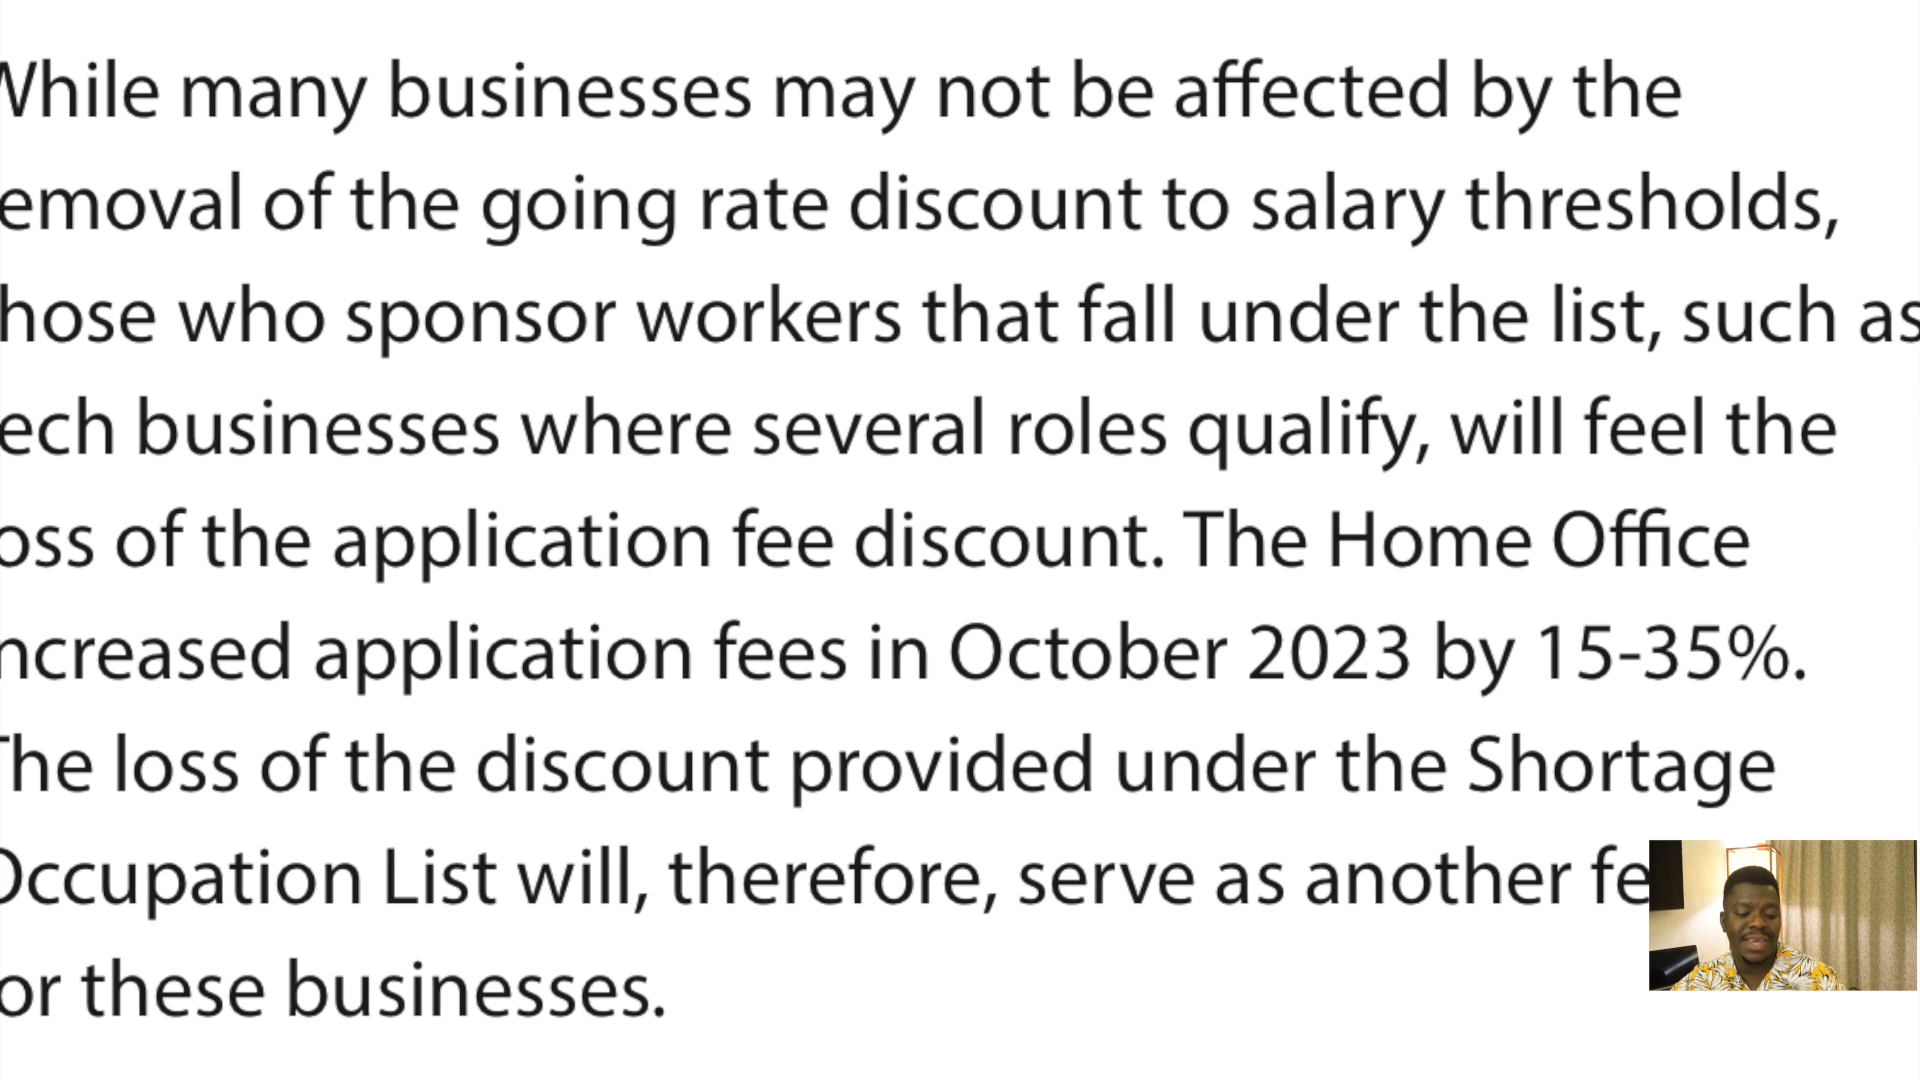 While many businesses may not be affected by the
emoval of the going rate discount to salary thresholds,
hose who sponsor workers that fall under the list, such as
ech businesses where several roles qualify, will feel the
oss of the application fee discount. The Home Office
ncreased application fees in October 2023 by 15-35%.
The loss of the discount provided under the Shortage
Occupation List will, therefore, serve as another fe
or these businesses.